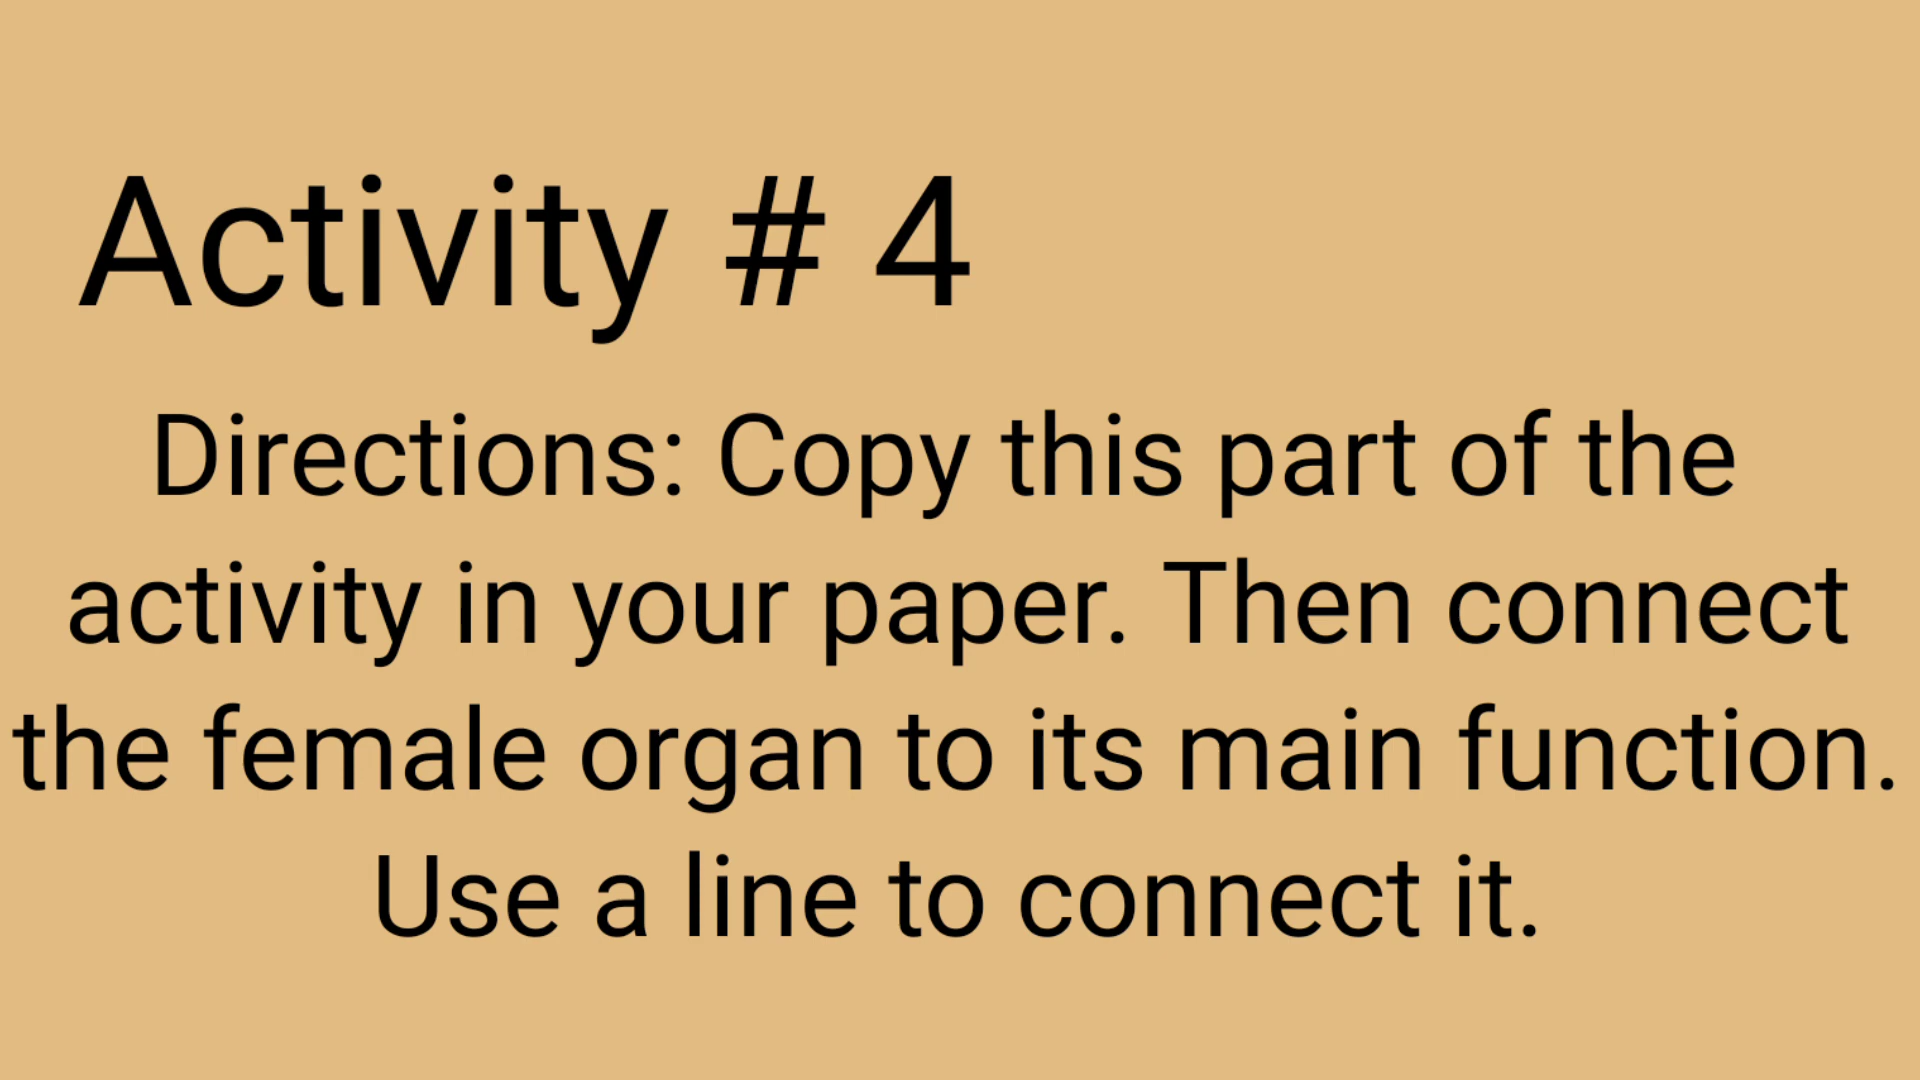 Activity # 4
Directions: Copy this part of the
activity in your paper. Then connect
the female organ to its main function.
Use a line to connect it.